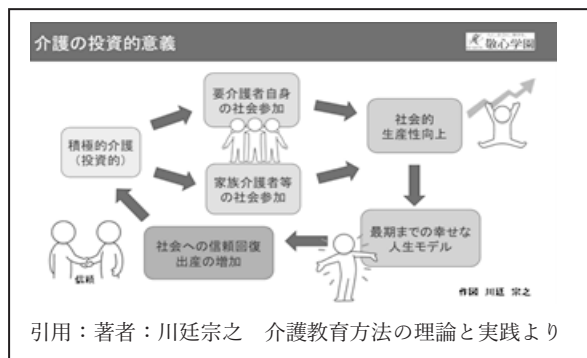 介護の投資的意義
敬心学園
要介護者自身
の社会参加
積極的介護
(投資的)
家族介護者等
の社会参加
社会的
生産性向上
最期までの幸せな
人生モデル
社会への信頼回復
出産の増加
信頼
作図 川廷 宗之
引用：著者：川廷宗之 介護教育方法の理論と実践より